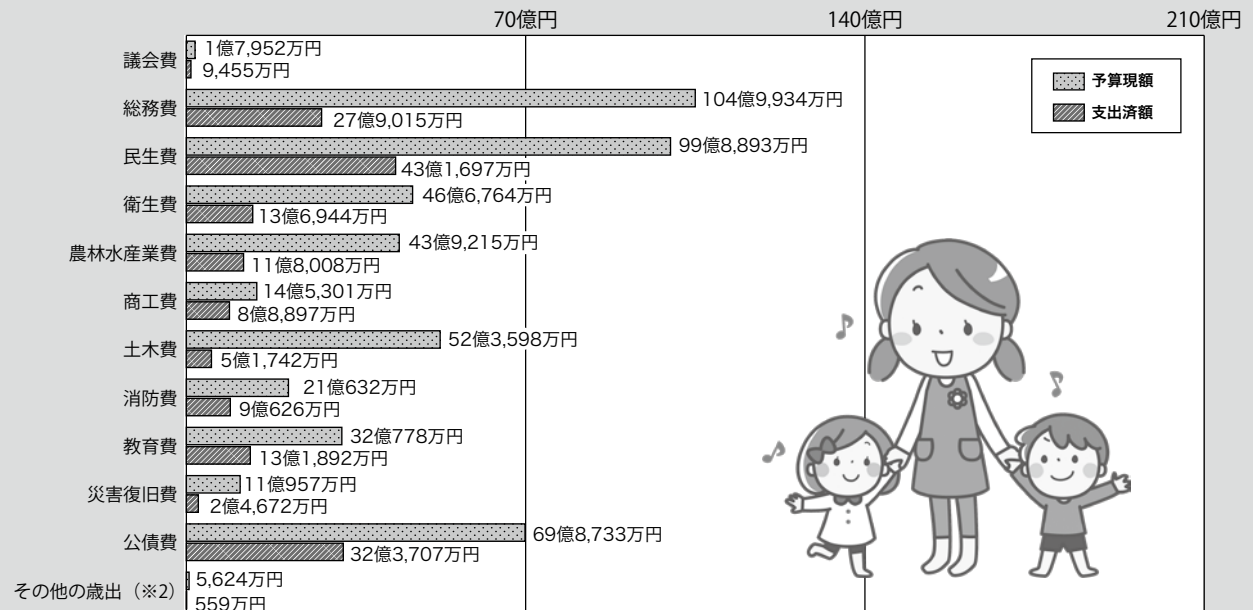 70億円 140億円 210億円
予算現額
支出済額
議会費
1億7,952万円
9,455万円
総務費
104億9,934万円
27億9,015万円
民生費
99億8,893万円
43億1,697万円
衛生費
46億6,764万円
13億6,944万円
農林水産業費
43億9,215万円
11億8,008万円
商工費
14億5,301万円
8億8,897万円
土木費
52億3,598万円
5億1,742万円
消防費
21億632万円
9億626万円
教育費
32億778万円
13億1,892万円
災害復旧費
11億957万円
2億4,672万円
公債費
69億8,733万円
32億3,707万円
その他の歳出（※2）
5,624万円
559万円